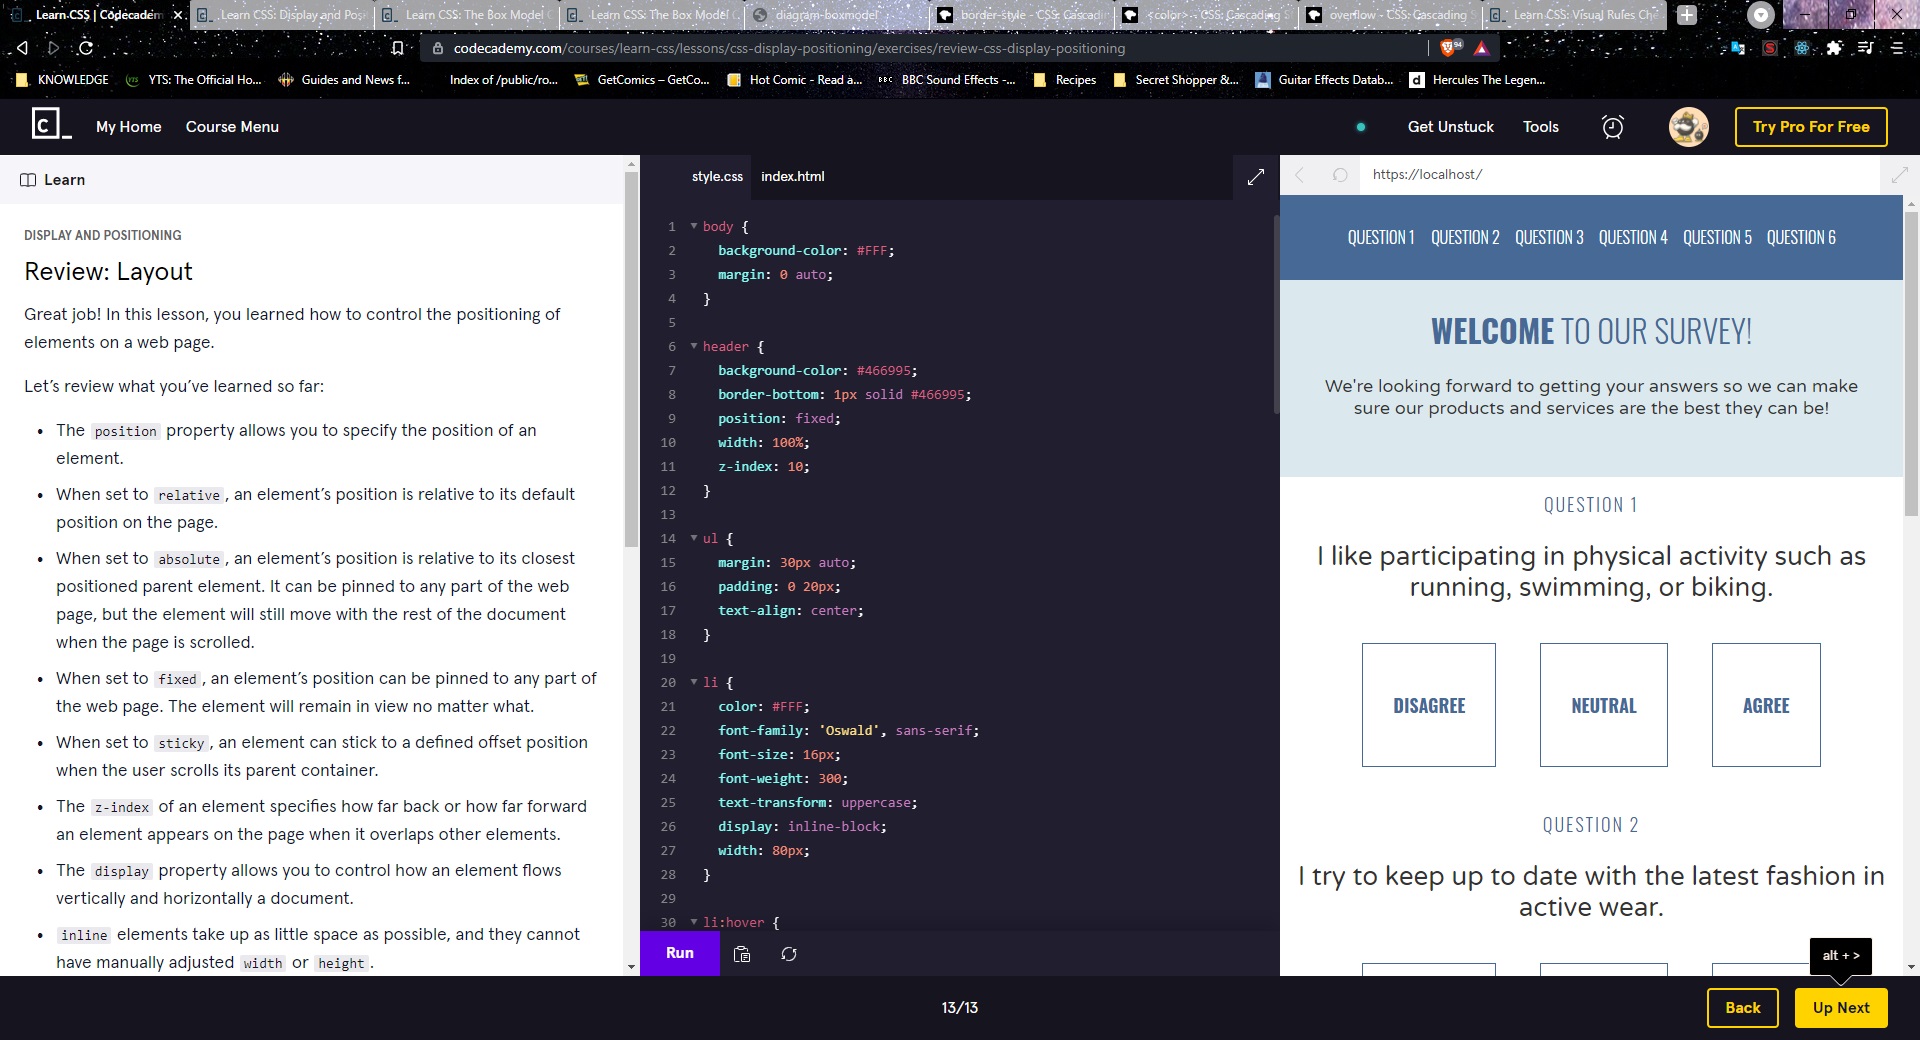 Learn CSS | Codecadem
Learn CSS: Display and Posi
Learn CSS: The Box Model
Learn CSS: The Box Model
diagram-boxmodel
border-style - CSS: Cascadin
<color> - CSS: Cascading S
overflow - CSS: Cascading S
Learn CSS: Visual Rules Che
codecademy.com/courses/learn-css/lessons/css-display-positioning/exercises/review-css-display-positioning
94
KNOWLEDGE
YTS: The Official Ho...
Guides and News f...
Index of /public/ro...
GetComics – GetCo...
Hot Comic - Read a...
BBC
BBC Sound Effects -...
Recipes
Secret Shopper &...
Guitar Effects Datab...
d
Hercules The Legen...
c_
My Home
Course Menu
Get Unstuck
Tools
Try Pro For Free
Learn
DISPLAY AND POSITIONING
Review: Layout
Great job! In this lesson, you learned how to control the positioning of
elements on a web page.
Let’s review what you’ve learned so far:
• The position property allows you to specify the position of an
element.
• When set to relative, an element’s position is relative to its default
position on the page.
• When set to absolute, an element’s position is relative to its closest
positioned parent element. It can be pinned to any part of the web
page, but the element will still move with the rest of the document
when the page is scrolled.
• When set to fixed, an element’s position can be pinned to any part of
the web page. The element will remain in view no matter what.
• When set to sticky, an element can stick to a defined offset position
when the user scrolls its parent container.
• The z-index of an element specifies how far back or how far forward
an element appears on the page when it overlaps other elements.
• The display property allows you to control how an element flows
vertically and horizontally a document.
• inline elements take up as little space as possible, and they cannot
have manually adjusted width or height.
style.css
index.html
1 body {
2 background-color: #FFF;
3 margin: 0 auto;
4 }
5
6 header {
7 background-color: #466995;
8 border-bottom: 1px solid #466995;
9 position: fixed;
10 width: 100%;
11 z-index: 10;
12 }
13
14 ul {
15 margin: 30px auto;
16 padding: 0 20px;
17 text-align: center;
18 }
19
20 li {
21 color: #FFF;
22 font-family: 'Oswald', sans-serif;
23 font-size: 16px;
24 font-weight: 300;
25 text-transform: uppercase;
26 display: inline-block;
27 width: 80px;
28 }
29
30 li:hover {
Run
https://localhost/
QUESTION 1 QUESTION 2 QUESTION 3 QUESTION 4 QUESTION 5 QUESTION 6
WELCOME TO OUR SURVEY!
We're looking forward to getting your answers so we can make
sure our products and services are the best they can be!
QUESTION 1
I like participating in physical activity such as
running, swimming, or biking.
DISAGREE
NEUTRAL
AGREE
QUESTION 2
I try to keep up to date with the latest fashion in
active wear.
alt + >
13/13
Back
Up Next